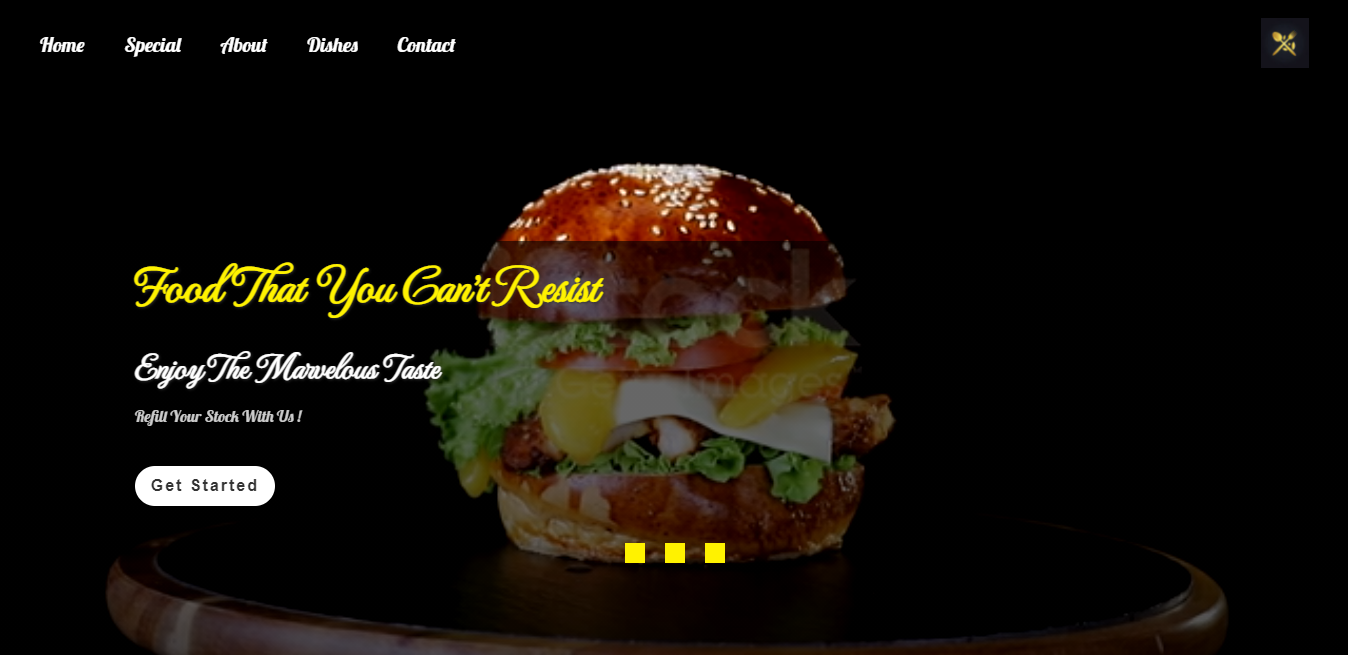 Home Special About Dishes Contact
Food That You Can't Resist
Enjoy The Marvelous Taste
Refill Your Stock With Us !
Get Started